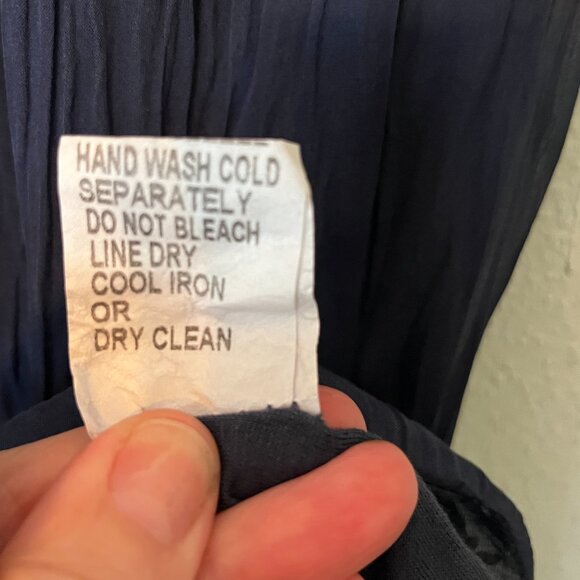 HAND WASH COLD
SEPARATELY
DO NOT BLEACH
LINE DRY
COOL IRON
OR
DRY CLEAN